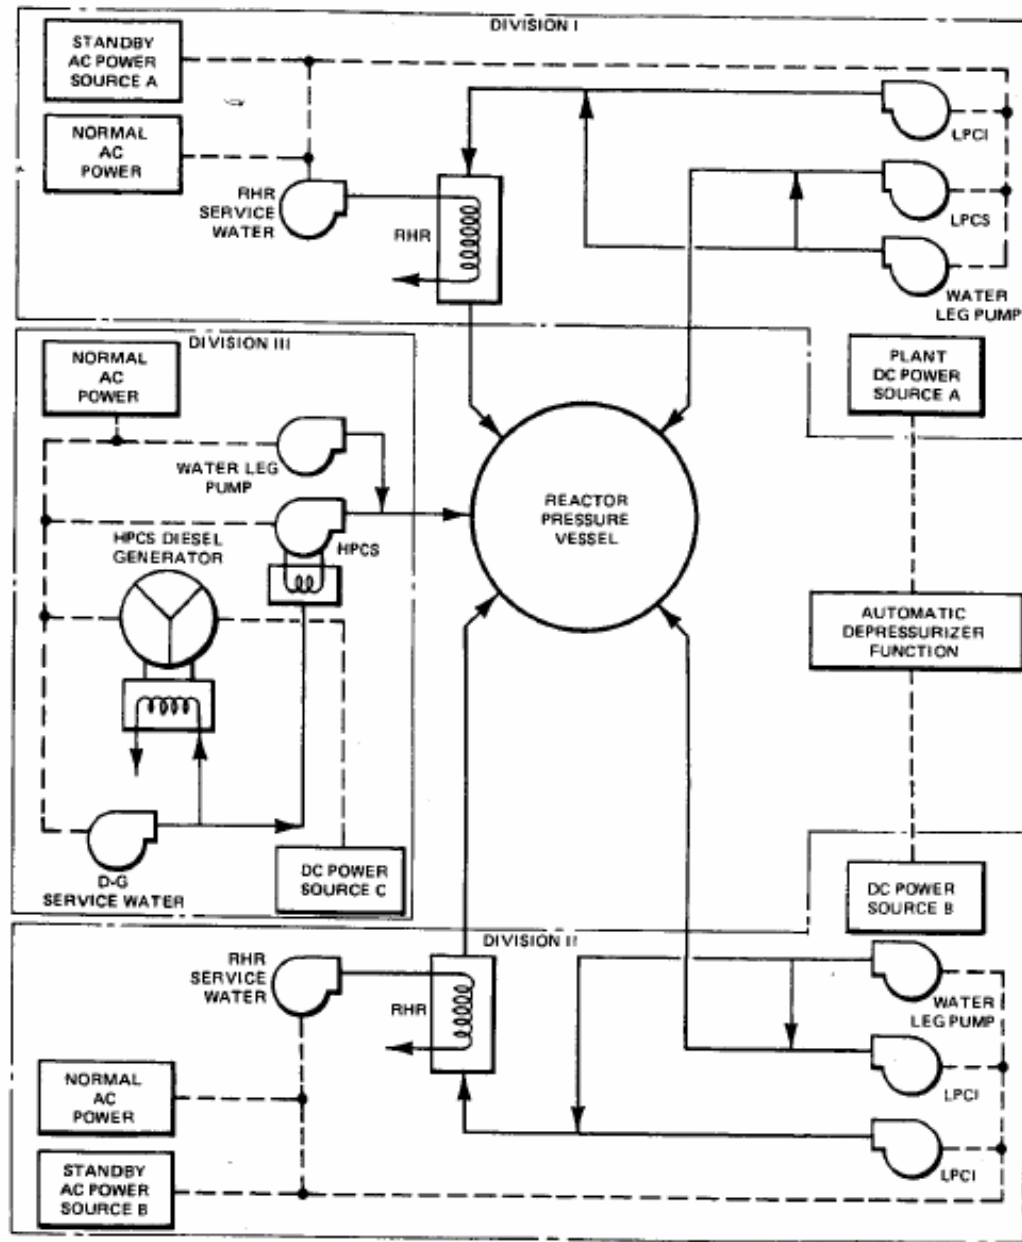 DIVISION I
STANDBY
AC POWER
SOURCE A
NORMAL
AC
POWER
RHR
SERVICE
WATER
RHR
LPCI
LPCS
WATER
LEG PUMP
DIVISION III
NORMAL
AC
POWER
WATER LEG
PUMP
HPCS
HPCS DIESEL
GENERATOR
D-G
SERVICE WATER
DC POWER
SOURCE C
REACTOR
PRESSURE
VESSEL
PLANT
DC POWER
SOURCE A
AUTOMATIC
DEPRESSURIZER
FUNCTION
DC POWER
SOURCE B
DIVISION II
RHR
SERVICE
WATER
RHR
WATER
LEG PUMP
LPCI
LPCI
NORMAL
AC
POWER
STANDBY
AC POWER
SOURCE B